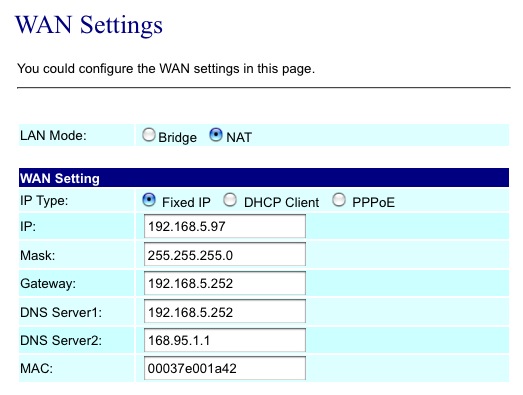 WAN Settings
You could configure the WAN settings in this page.
LAN Mode: Bridge NAT
WAN Setting
IP Type: Fixed IP DHCP Client PPPoE
IP: 192.168.5.97
Mask: 255.255.255.0
Gateway: 192.168.5.252
DNS Server1: 192.168.5.252
DNS Server2: 168.95.1.1
MAC: 00037e001a42